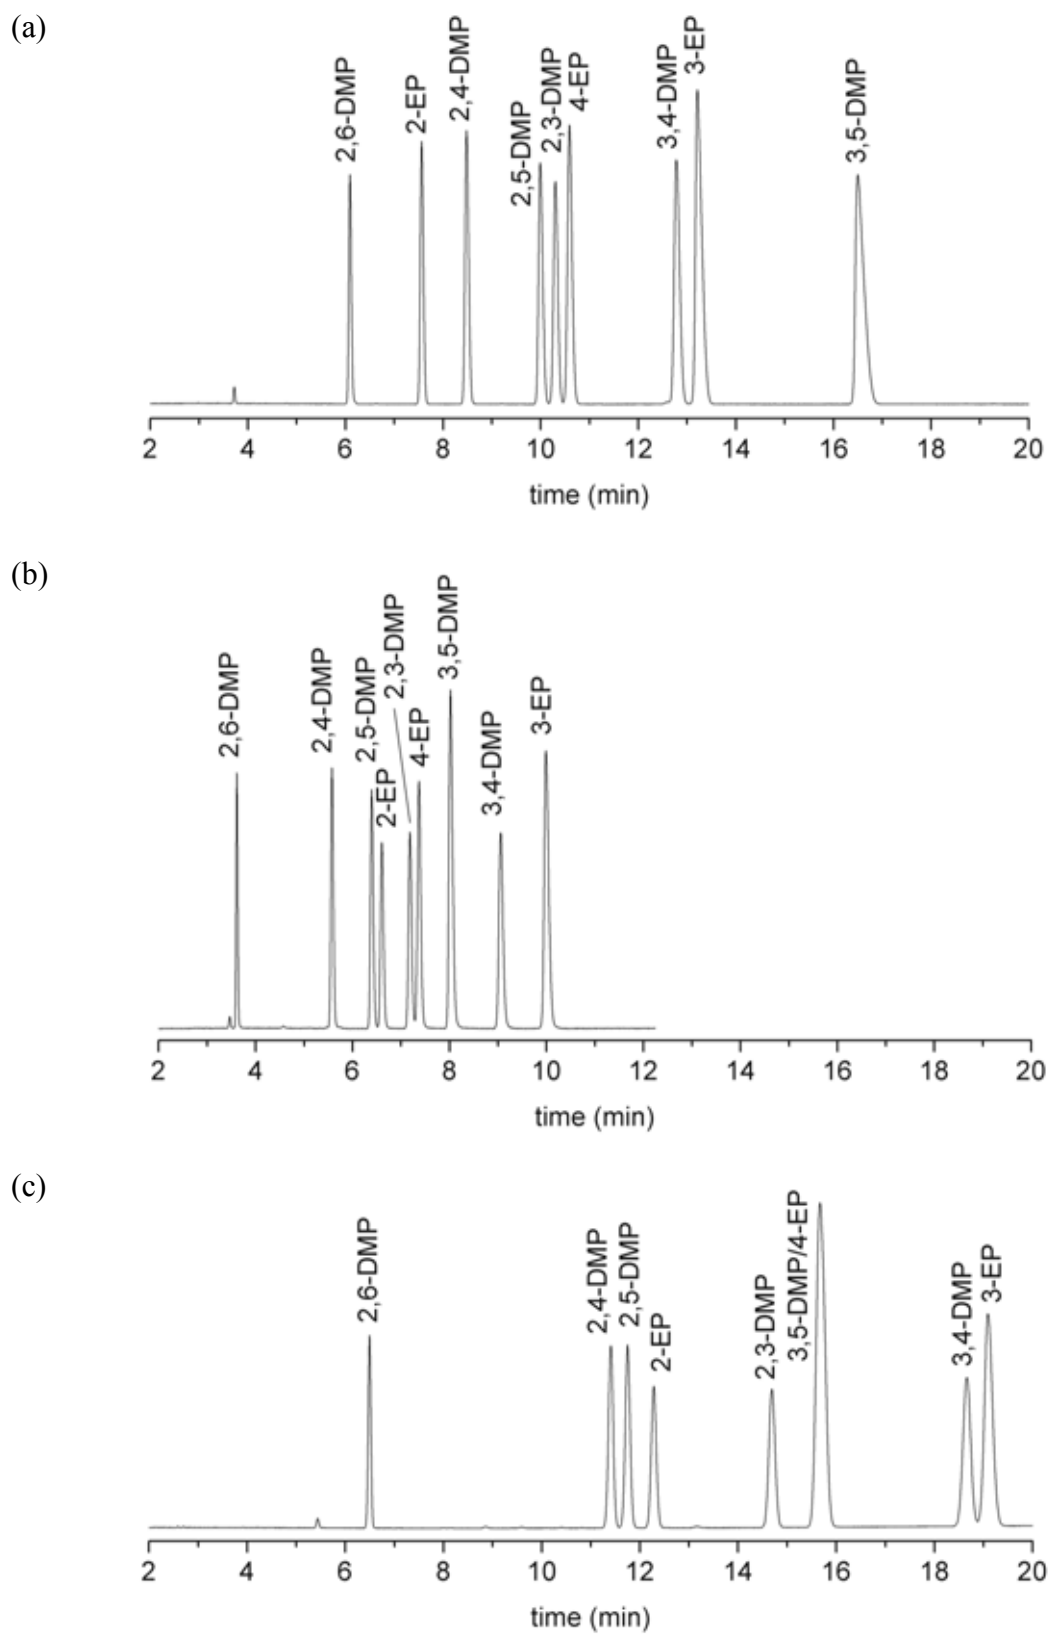 (a)
2,6-DMP
2-EP
2,4-DMP
2,5-DMP
2,3-DMP
4-EP
3,4-DMP
3-EP
3,5-DMP
2 4 6 8 10 12 14 16 18 20
time (min)
(b)
2,6-DMP
2,4-DMP
2,5-DMP
2-EP
2,3-DMP
4-EP
3,5-DMP
3,4-DMP
3-EP
2 4 6 8 10 12 14 16 18 20
time (min)
(c)
2,6-DMP
2,4-DMP
2,5-DMP
2-EP
2,3-DMP
3,5-DMP/4-EP
3,4-DMP
3-EP
2 4 6 8 10 12 14 16 18 20
time (min)